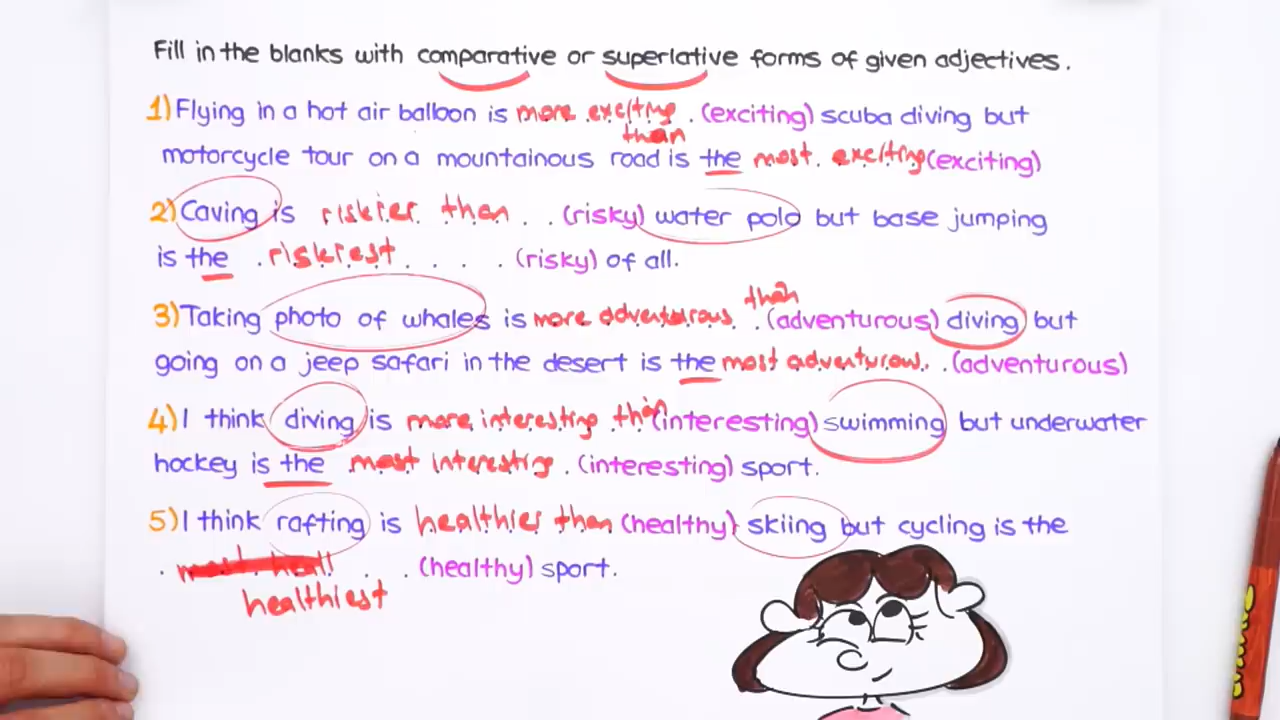 Fill in the blanks with comparative or superlative forms of given adjectives.
1) Flying in a hot air balloon is more exciting than (exciting) scuba diving but
motorcycle tour on a mountainous road is the most exciting (exciting)
2) Caving is riskier than (risky) water polo but base jumping
is the riskiest (risky) of all.
3) Taking photo of whales is more adventurous than (adventurous) diving but
going on a jeep safari in the desert is the most adventurous (adventurous)
4) I think diving is more interesting than (interesting) swimming but underwater
hockey is the most interesting (interesting) sport.
5) I think rafting is healthier than (healthy) skiing but cycling is the
(healthy) sport.
healthiest